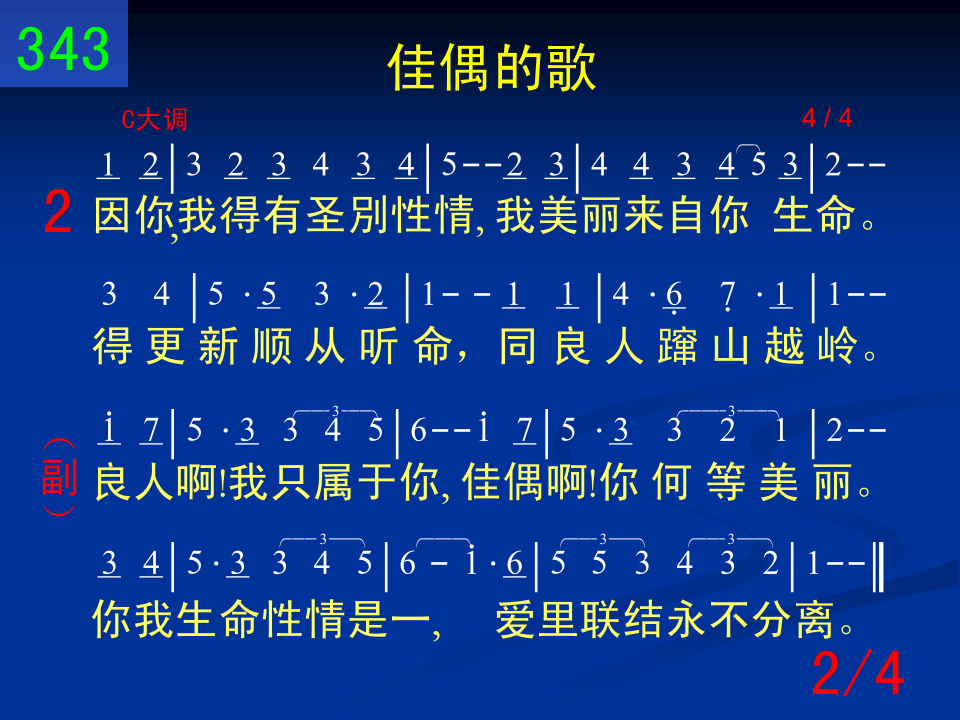 343
佳偶的歌
C大调 4/4
1 2|3 2 3 4 3 4|5--2 3|4 4 3 4 5 3|2--
2 因你,我得有圣别性情, 我美丽来自你 生命。
3 4|5·5 3·2|1--1 1|4·6̣ 7̣·1|1--
得更新顺从听命，同良人蹿山越岭。
-3- -3-
i 7|5·3 3 4 5|6--i 7|5·3 3 2 1|2--
（副） 良人啊!我只属于你, 佳偶啊!你何等美丽。
-3- -3- -3-
3 4|5·3 3 4 5|6-i·6|5 5 3 4 3 2|1--‖
你我生命性情是一, 爱里联结永不分离。
2/4